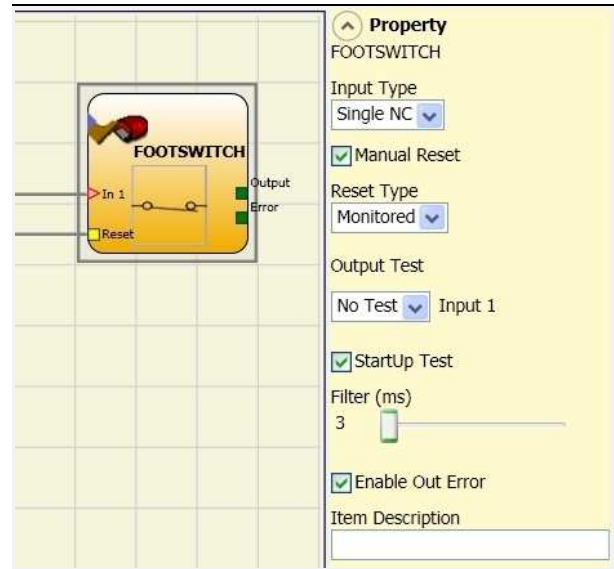 FOOTSWITCH
In 1
Reset
Output
Error
Property
FOOTSWITCH
Input Type
Single NC
Manual Reset
Reset Type
Monitored
Output Test
No Test Input 1
StartUp Test
Filter (ms)
3
Enable Out Error
Item Description